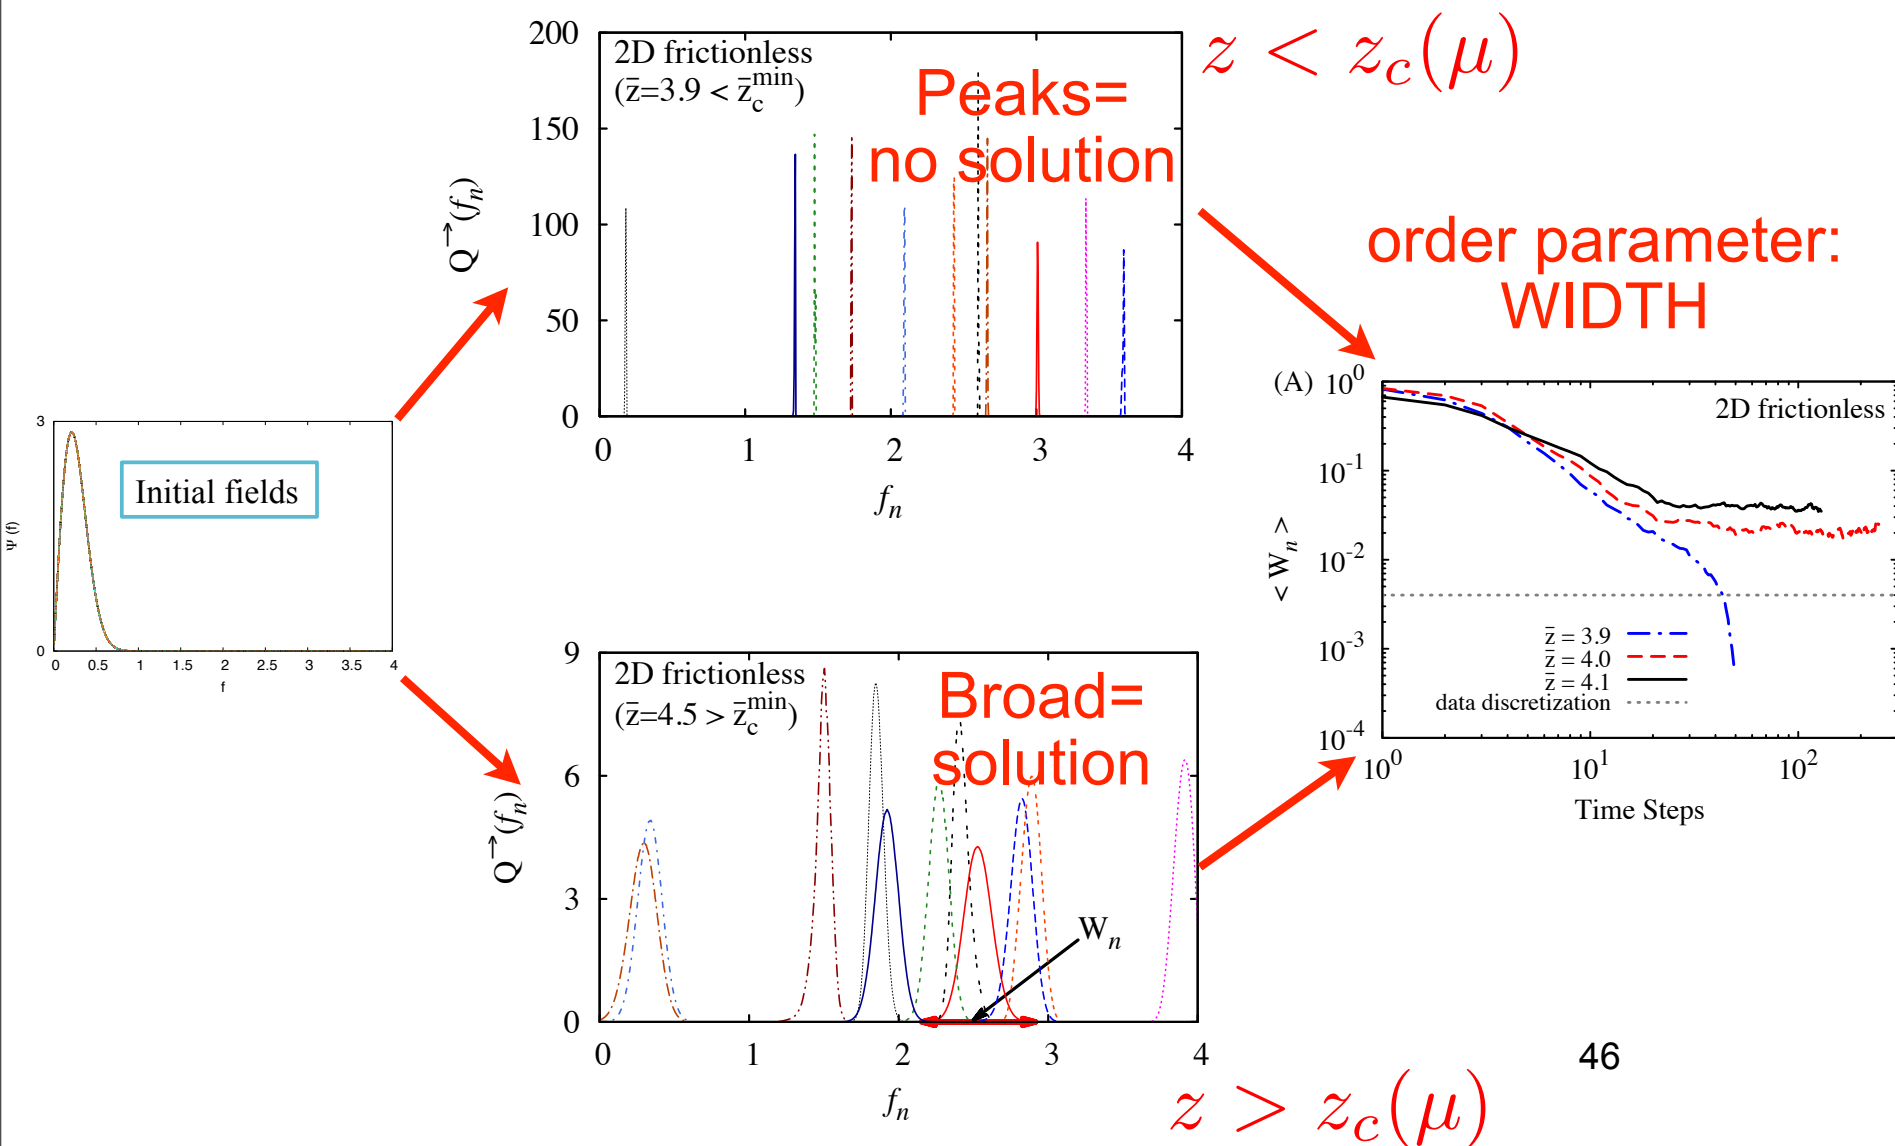 200
150
100
50
0
0 1 2 3 4
2D frictionless
(z̄=3.9 < z̄_c^min)
Peaks=
no solution
Q→(f_n)
f_n
z < z_c(μ)
order parameter:
WIDTH
3
0
0 0.5 1 1.5 2 2.5 3 3.5 4
Initial fields
Ψ (f)
f
(A)
10^0
10^-1
10^-2
10^-3
10^-4
10^0 10^1 10^2
2D frictionless
z̄ = 3.9
z̄ = 4.0
z̄ = 4.1
data discretization
< W_n >
Time Steps
9
6
3
0
0 1 2 3 4
2D frictionless
(z̄=4.5 > z̄_c^min)
Broad=
solution
W_n
Q→(f_n)
f_n
46
z > z_c(μ)